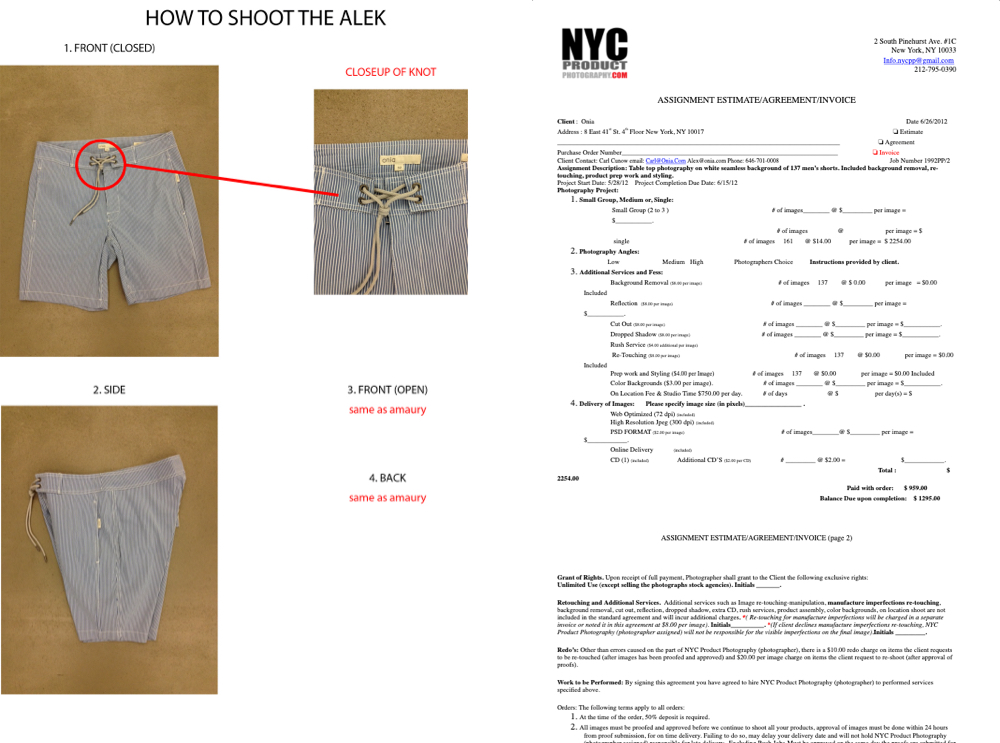 HOW TO SHOOT THE ALEK
1. FRONT (CLOSED)
CLOSEUP OF KNOT
onia
2. SIDE
3. FRONT (OPEN)
same as amaury
4. BACK
same as amaury
NYC
PRODUCT
PHOTOGRAPHY.COM
2 South Pinehurst Ave. #1C
New York, NY 10033
Info.nycpp@gmail.com
212-795-0390
ASSIGNMENT ESTIMATE/AGREEMENT/INVOICE
Client : Onia Date 6/26/2012
Address : 8 East 41st St. 4th Floor New York, NY 10017 ❏ Estimate
❏ Agreement
Purchase Order Number ❏ Invoice
Client Contact: Carl Cunow email: Carl@Onia.Com Alex@onia.com Phone: 646-701-0008 Job Number 1992PP/2
Assignment Description: Table top photography on white seamless background of 137 men's shorts. Included background removal, re-
touching, product prep work and styling.
Project Start Date: 5/28/12 Project Completion Due Date: 6/15/12
Photography Project:
1. Small Group, Medium or, Single:
Small Group (2 to 3 ) # of images________ @ $_________ per image =
$__________.
# of images @ per image = $
single # of images 161 @ $14.00 per image = $ 2254.00
2. Photography Angles:
Low Medium High Photographers Choice Instructions provided by client.
3. Additional Services and Fess:
Background Removal ($8.00 per image) # of images 137 @ $ 0.00 per image = $0.00
Included
Reflection ($8.00 per image) # of images ________ @ $_________ per image =
$__________.
Cut Out ($8.00 per image) # of images ________ @ $_________ per image = $__________.
Dropped Shadow ($8.00 per image) # of images ________ @ $_________ per image = $__________.
Rush Service ($4.00 additional per image)
Re-Touching ($8.00 per image) # of images 137 @ $0.00 per image = $0.00
Included
Prep work and Styling ($4.00 per Image) # of images 137 @ $0.00 per image = $0.00 Included
Color Backgrounds ($3.00 per image). # of images ________ @ $_________ per image = $__________.
On Location Fee & Studio Time $750.00 per day. # of days @ $ per day(s) = $
4. Delivery of Images: Please specify image size (in pixels)______________ .
Web Optimized (72 dpi) (included)
High Resolution Jpeg (300 dpi) (included)
PSD FORMAT ($2.00 per image) # of images________ @ $_________ per image =
$__________.
Online Delivery (included)
CD (1) (included) Additional CD'S ($2.00 per CD) # ________ @ $2.00 = $__________.
Total : $
2254.00
Paid with order: $ 959.00
Balance Due upon completion: $ 1295.00
ASSIGNMENT ESTIMATE/AGREEMENT/INVOICE (page 2)
Grant of Rights. Upon receipt of full payment, Photographer shall grant to the Client the following exclusive rights:
Unlimited Use (except selling the photographs stock agencies). Initials _______.
Retouching and Additional Services. Additional services such as Image re-touching-manipulation, manufacture imperfections re-touching,
background removal, cut out, reflection, dropped shadow, extra CD, rush services, product assembly, color backgrounds, on location shoot are not
included in the standard agreement and will incur additional charges. *( Re-touching for manufacture imperfections will be charged in a separate
invoice or noted it in this agreement at $8.00 per image). Initials_________. *(If client declines manufacture imperfections re-touching, NYC
Product Photography (photographer assigned) will not be responsible for the visible imperfections on the final image).Initials ________.
Redo's: Other than errors caused on the part of NYC Product Photography (photographer), there is a $10.00 redo charge on items the client requests
to be re-touched (after images has been proofed and approved) and $20.00 per image charge on items the client request to re-shoot (after approval of
proofs).
Work to be Performed: By signing this agreement you have agreed to hire NYC Product Photography (photographer) to performed services
specified above.
Orders: The following terms apply to all orders:
1. At the time of the order, 50% deposit is required.
2. All images must be proofed and approved before we continue to shoot all your products, approval of images must be done within 24 hours
from proof submission, for on time delivery. Failing to do so, may delay your delivery date and will not hold NYC Product Photography